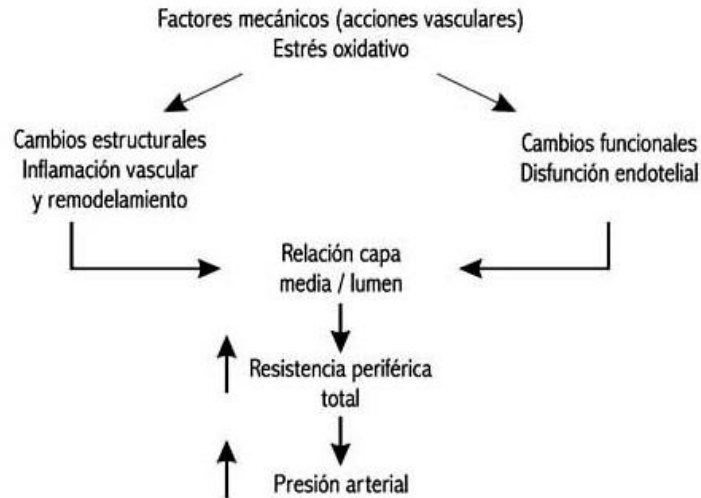 Factores mecánicos (acciones vasculares)
Estrés oxidativo
Cambios estructurales
Inflamación vascular
y remodelamiento
Cambios funcionales
Disfunción endotelial
Relación capa
media / lumen
Resistencia periférica
total
Presión arterial